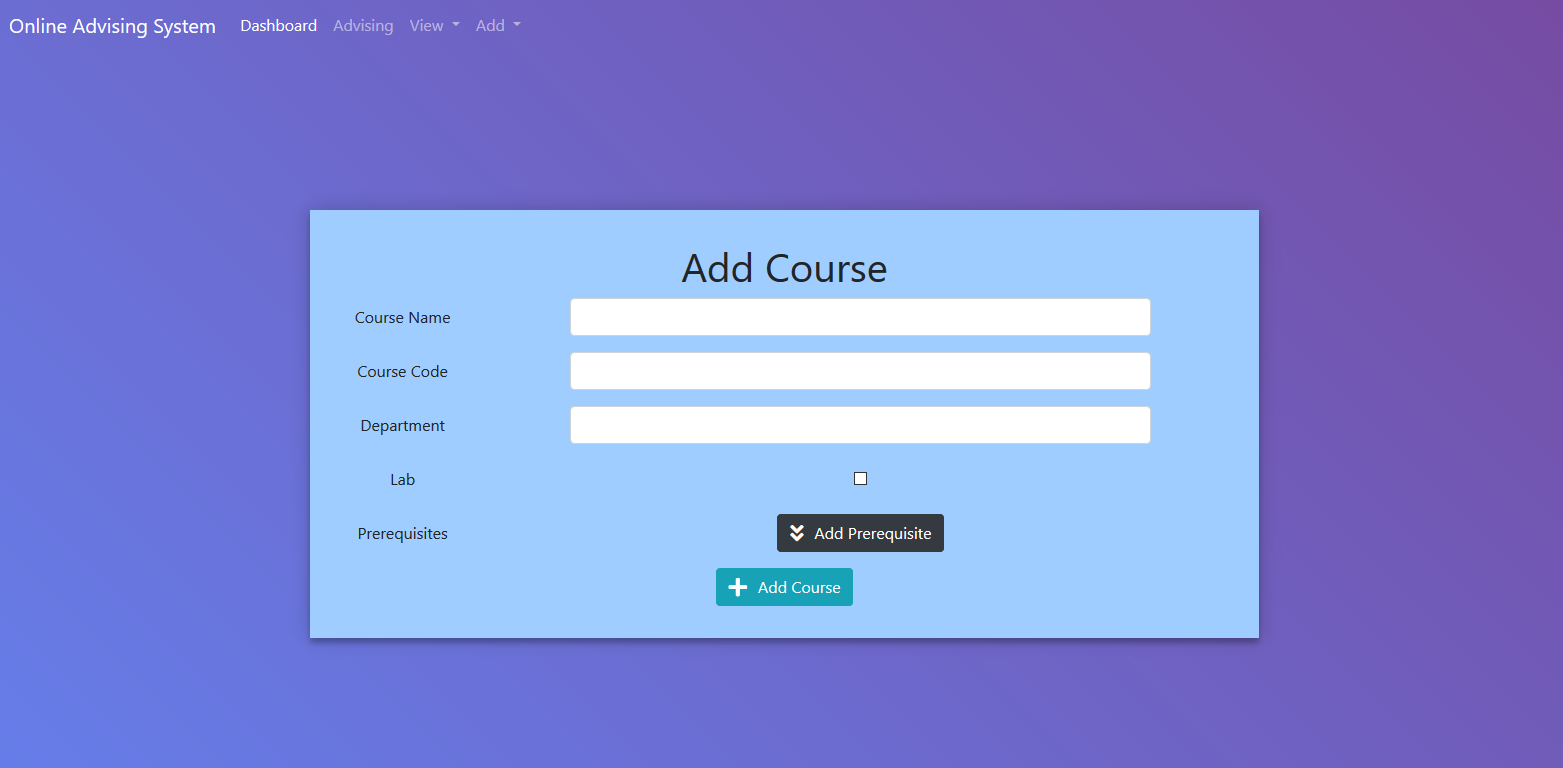 Online Advising System Dashboard Advising View Add
Add Course
Course Name
Course Code
Department
Lab
Prerequisites Add Prerequisite
Add Course